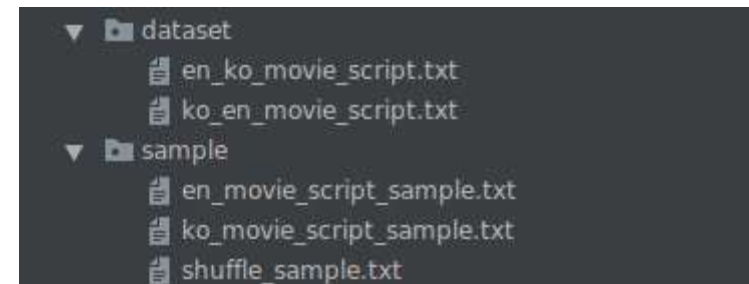 dataset
en_ko_movie_script.txt
ko_en_movie_script.txt
sample
en_movie_script_sample.txt
ko_movie_script_sample.txt
shuffle_sample.txt